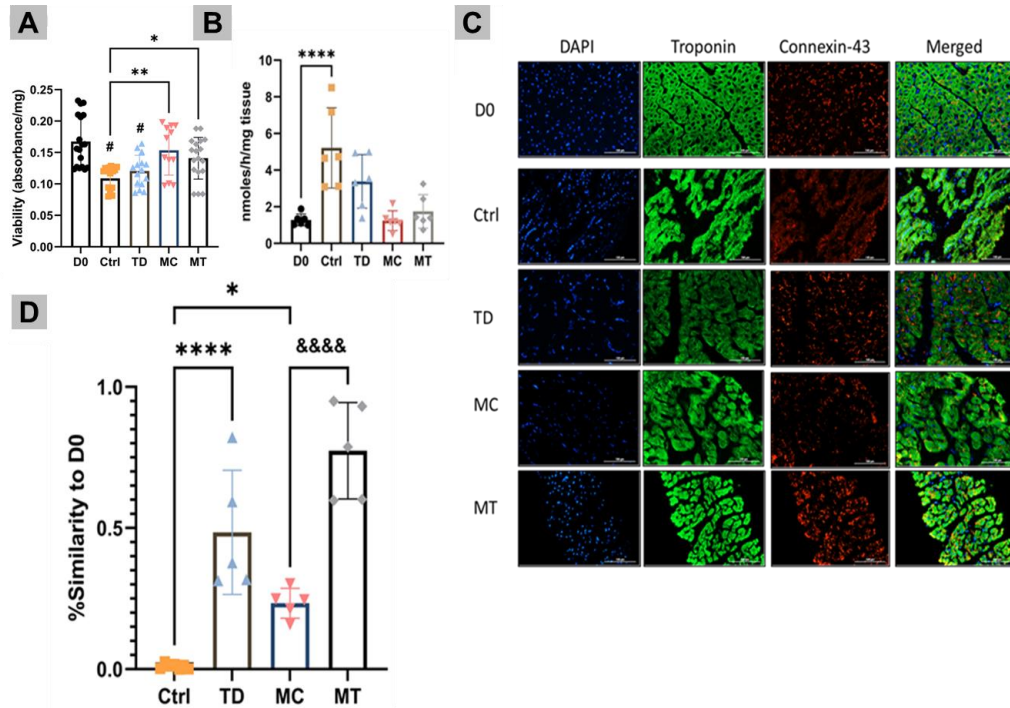 A
B
C
*
**
#
#
Viability (absorbance/mg)
0.25
0.20
0.15
0.10
0.05
0.00
D0 Ctrl TD MC MT
****
nmoles/h/mg tissue
10
8
6
4
2
0
D0 Ctrl TD MC MT
DAPI Troponin Connexin-43 Merged
D0
Ctrl
TD
MC
MT
D
*
****
&&&&
%Similarity to D0
1.0
0.5
0.0
Ctrl TD MC MT